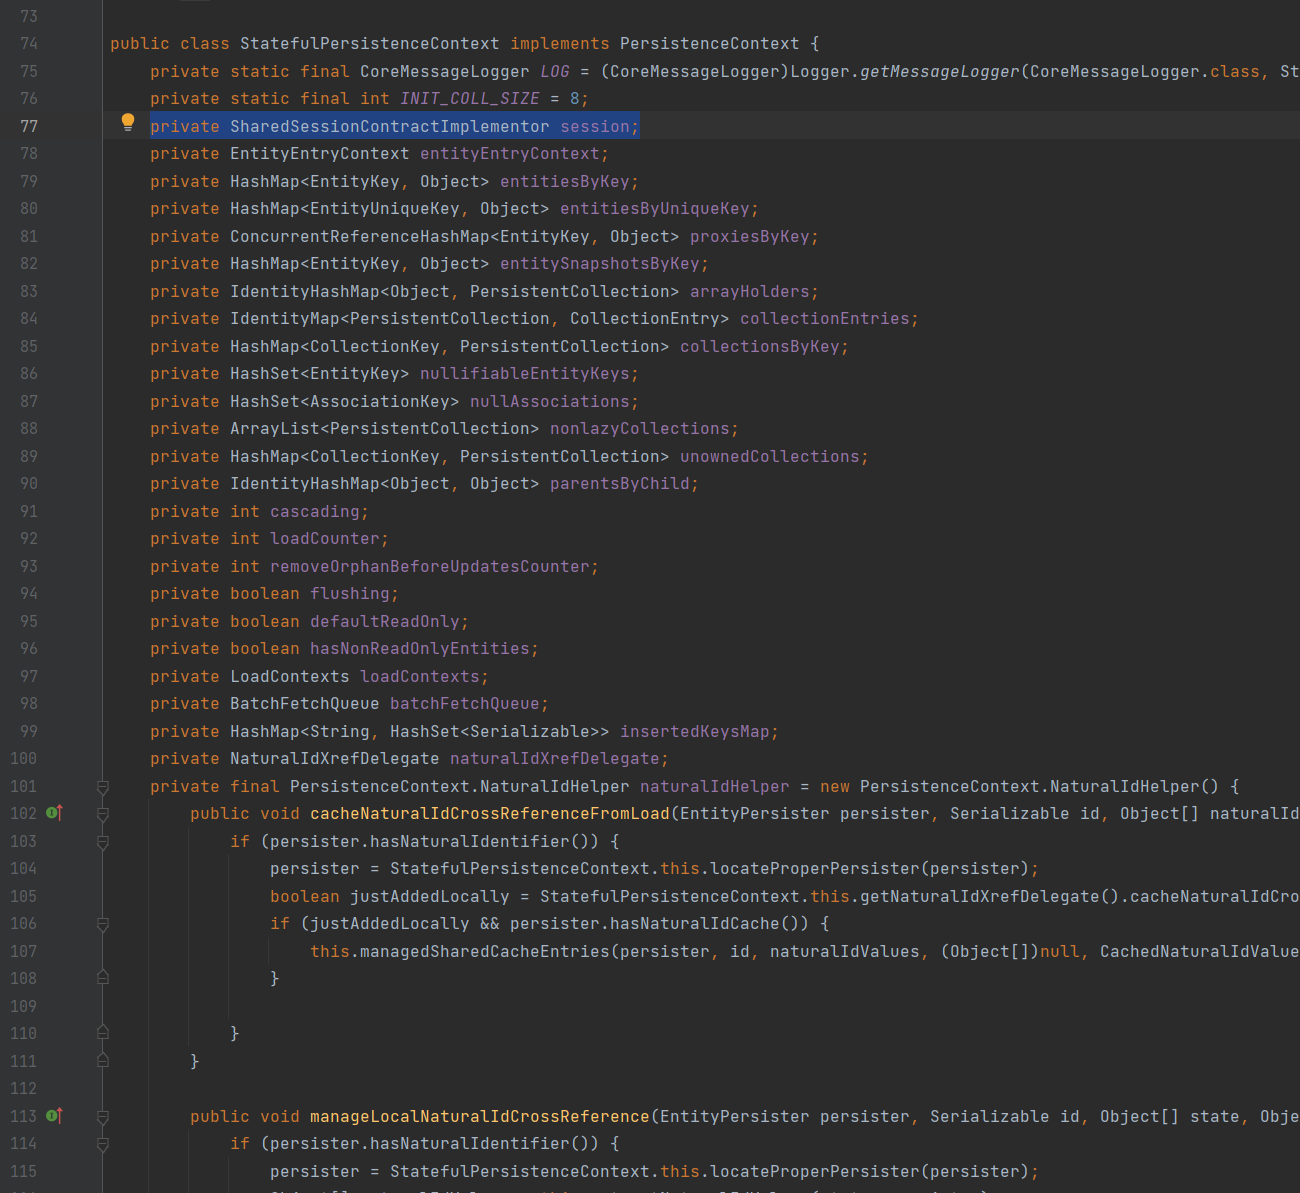 73
74 public class StatefulPersistenceContext implements PersistenceContext {
75 private static final CoreMessageLogger LOG = (CoreMessageLogger)Logger.getMessageLogger(CoreMessageLogger.class, St
76 private static final int INIT_COLL_SIZE = 8;
77 private SharedSessionContractImplementor session;
78 private EntityEntryContext entityEntryContext;
79 private HashMap<EntityKey, Object> entitiesByKey;
80 private HashMap<EntityUniqueKey, Object> entitiesByUniqueKey;
81 private ConcurrentReferenceHashMap<EntityKey, Object> proxiesByKey;
82 private HashMap<EntityKey, Object> entitySnapshotsByKey;
83 private IdentityHashMap<Object, PersistentCollection> arrayHolders;
84 private IdentityMap<PersistentCollection, CollectionEntry> collectionEntries;
85 private HashMap<CollectionKey, PersistentCollection> collectionsByKey;
86 private HashSet<EntityKey> nullifiableEntityKeys;
87 private HashSet<AssociationKey> nullAssociations;
88 private ArrayList<PersistentCollection> nonlazyCollections;
89 private HashMap<CollectionKey, PersistentCollection> unownedCollections;
90 private IdentityHashMap<Object, Object> parentsByChild;
91 private int cascading;
92 private int loadCounter;
93 private int removeOrphanBeforeUpdatesCounter;
94 private boolean flushing;
95 private boolean defaultReadOnly;
96 private boolean hasNonReadOnlyEntities;
97 private LoadContexts loadContexts;
98 private BatchFetchQueue batchFetchQueue;
99 private HashMap<String, HashSet<Serializable>> insertedKeysMap;
100 private NaturalIdXrefDelegate naturalIdXrefDelegate;
101 private final PersistenceContext.NaturalIdHelper naturalIdHelper = new PersistenceContext.NaturalIdHelper() {
102 public void cacheNaturalIdCrossReferenceFromLoad(EntityPersister persister, Serializable id, Object[] naturalId
103 if (persister.hasNaturalIdentifier()) {
104 persister = StatefulPersistenceContext.this.locateProperPersister(persister);
105 boolean justAddedLocally = StatefulPersistenceContext.this.getNaturalIdXrefDelegate().cacheNaturalIdCro
106 if (justAddedLocally && persister.hasNaturalIdCache()) {
107 this.managedSharedCacheEntries(persister, id, naturalIdValues, (Object[])null, CachedNaturalIdValue
108 }
109
110 }
111 }
112
113 public void manageLocalNaturalIdCrossReference(EntityPersister persister, Serializable id, Object[] state, Obje
114 if (persister.hasNaturalIdentifier()) {
115 persister = StatefulPersistenceContext.this.locateProperPersister(persister);